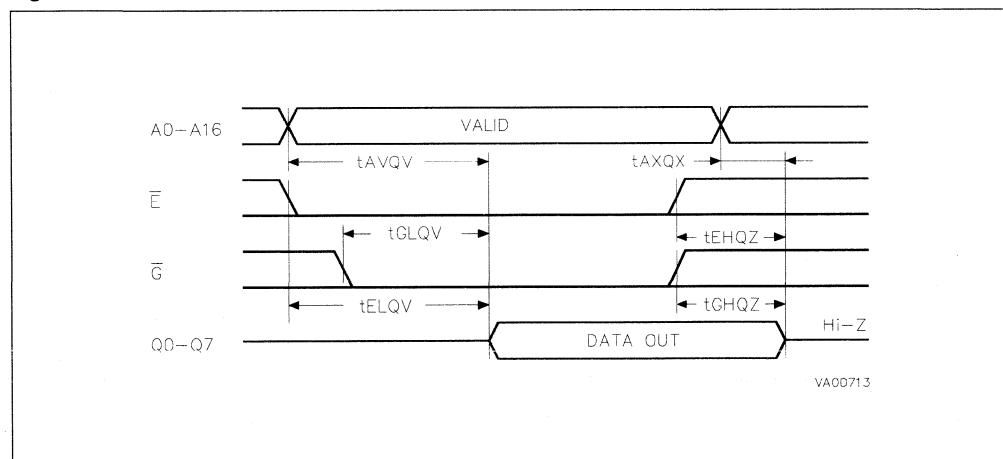 A0-A16
VALID
tAVQV
tAXQX
E̅
tGLQV
tEHQZ
G̅
tELQV
tGHQZ
Hi-Z
Q0-Q7
DATA OUT
VA00713